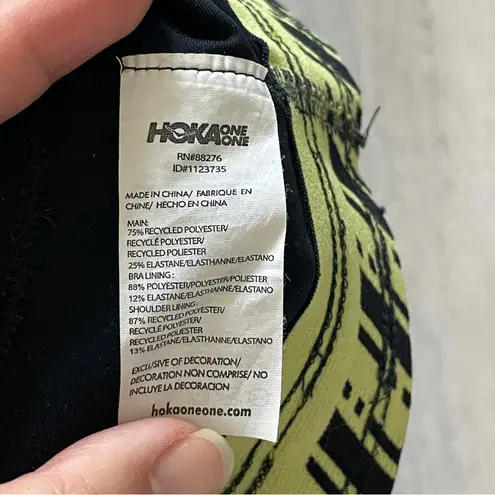 HOKA ONE ONE
RN#88276
ID#1123735
MADE IN CHINA/ FABRIQUE EN
CHINE/ HECHO EN CHINA
MAIN:
75% RECYCLED POLYESTER/
RECYCLÉ POLYESTER/
RECYCLADO POLIESTER
25% ELASTANE/ELASTHANNE/ELASTANO
BRA LINING:
88% POLYESTER/POLYESTER/POLIESTER
12% ELASTANE/ELASTHANNE/ELASTANO
SHOULDER LINING:
87% RECYCLED POLYESTER/
RECYCLÉ POLYESTER/
RECYCLADO POLIESTER
13% ELASTANE/ELASTHANNE/ELASTANO
EXCLUSIVE OF DECORATION/
DECORATION NON COMPRISE/ NO
INCLUYE LA DECORACION
hokaoneone.com